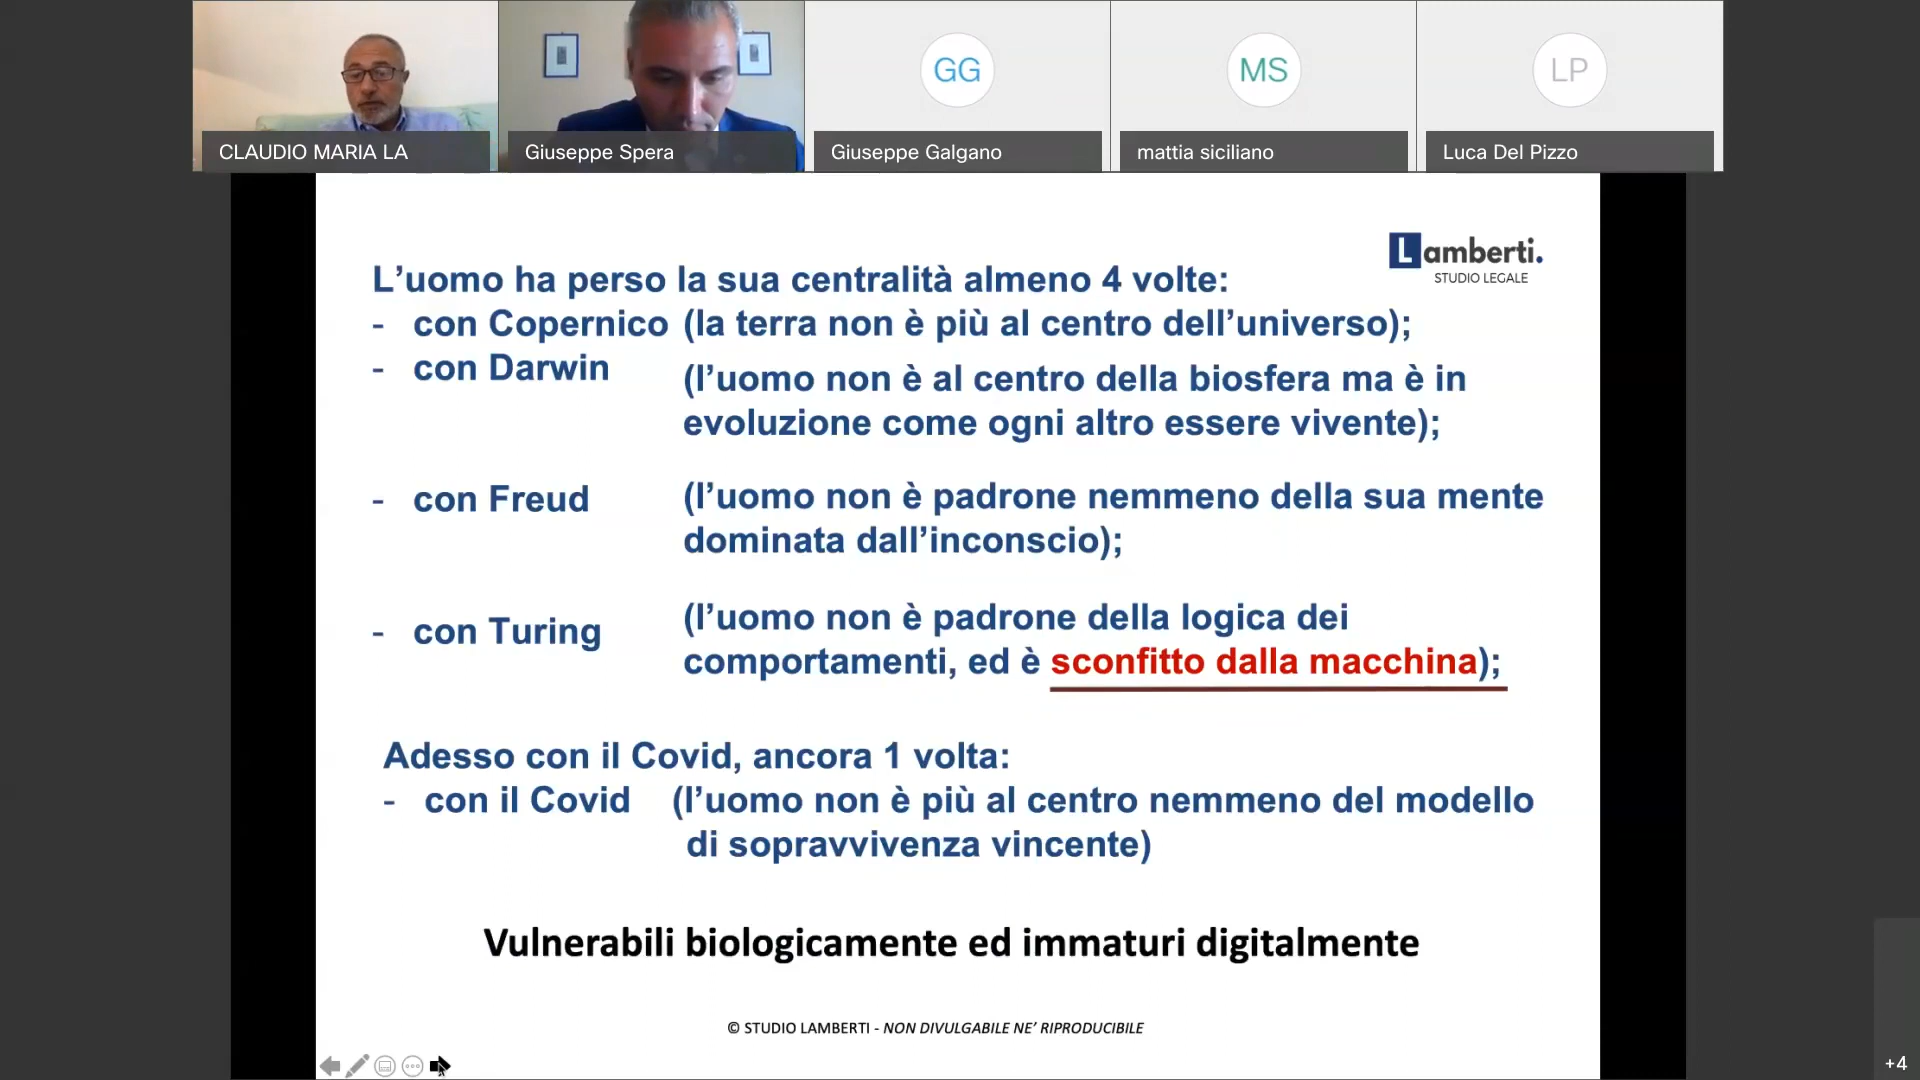 CLAUDIO MARIA LA
Giuseppe Spera
GG
Giuseppe Galgano
MS
mattia siciliano
LP
Luca Del Pizzo
Lamberti.
STUDIO LEGALE
L’uomo ha perso la sua centralità almeno 4 volte:
- con Copernico (la terra non è più al centro dell’universo);
- con Darwin (l’uomo non è al centro della biosfera ma è in
evoluzione come ogni altro essere vivente);
- con Freud (l’uomo non è padrone nemmeno della sua mente
dominata dall’inconscio);
- con Turing (l’uomo non è padrone della logica dei
comportamenti, ed è sconfitto dalla macchina);
Adesso con il Covid, ancora 1 volta:
- con il Covid (l’uomo non è più al centro nemmeno del modello
di sopravvivenza vincente)
Vulnerabili biologicamente ed immaturi digitalmente
© STUDIO LAMBERTI - NON DIVULGABILE NE’ RIPRODUCIBILE
+4